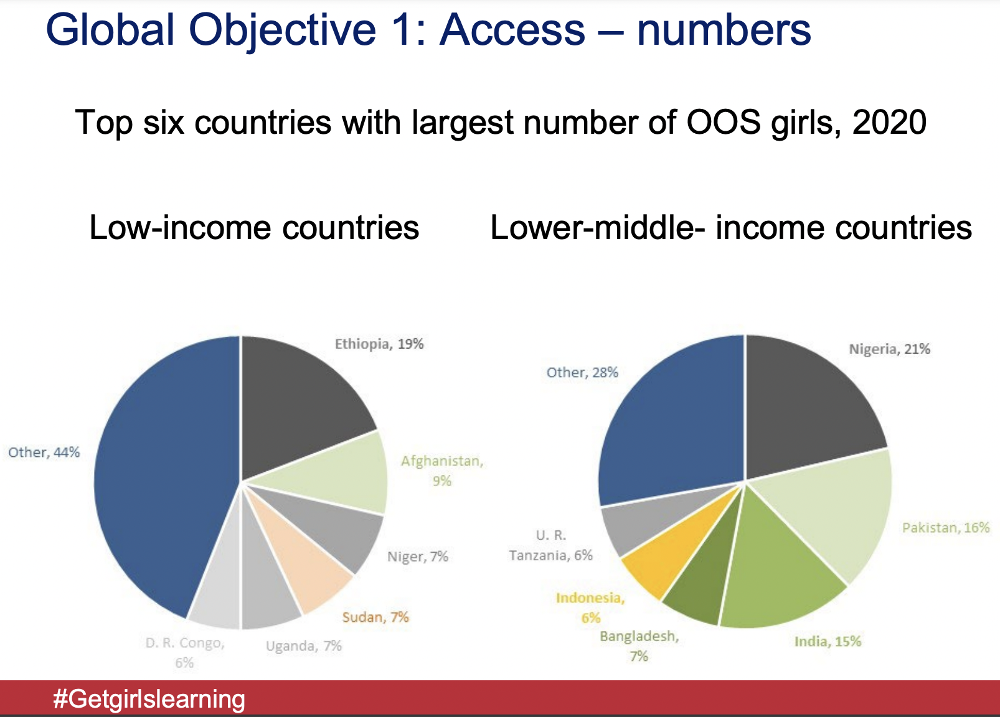 Global Objective 1: Access – numbers
Top six countries with largest number of OOS girls, 2020
Low-income countries
Lower-middle- income countries
Ethiopia, 19%
Afghanistan,
9%
Niger, 7%
Sudan, 7%
Uganda, 7%
D. R. Congo,
6%
Other, 44%
Nigeria, 21%
Pakistan, 16%
India, 15%
Bangladesh,
7%
Indonesia,
6%
U. R.
Tanzania, 6%
Other, 28%
#Getgirlslearning